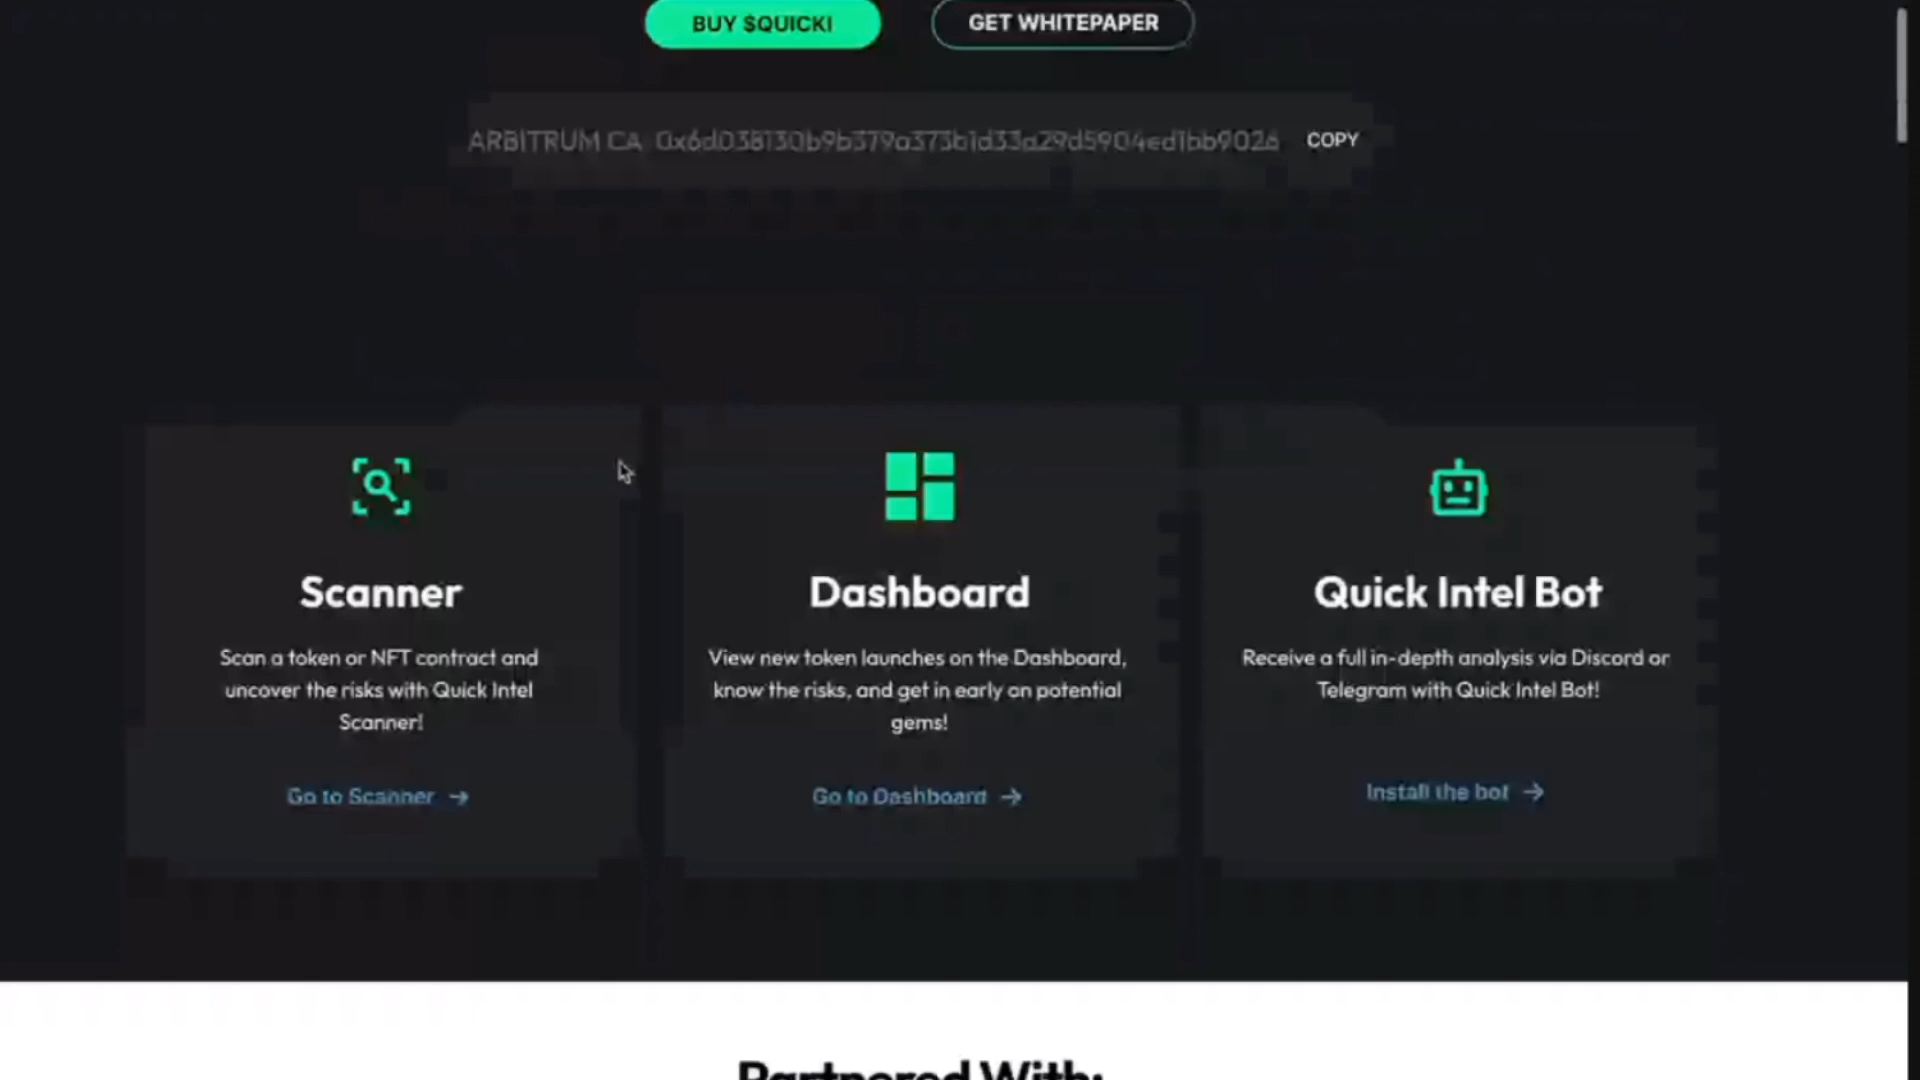 BUY $QUICKI
GET WHITEPAPER
ARBITRUM CA 0x6d038130b9b379a373b1d33a29d5904ed1bb9026
COPY
Scanner
Scan a token or NFT contract and
uncover the risks with Quick Intel
Scanner!
Go to Scanner →
Dashboard
View new token launches on the Dashboard,
know the risks, and get in early on potential
gems!
Go to Dashboard →
Quick Intel Bot
Receive a full in-depth analysis via Discord or
Telegram with Quick Intel Bot!
Install the bot →
Partnered With: